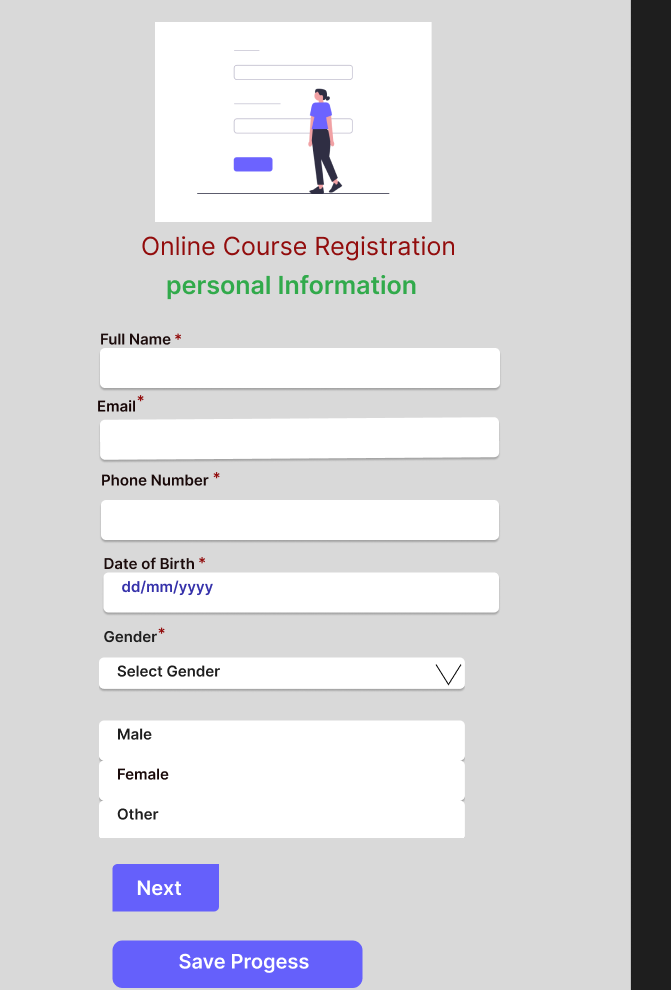 Online Course Registration
personal Information
Full Name *
Email*
Phone Number *
Date of Birth *
dd/mm/yyyy
Gender*
Select Gender
Male
Female
Other
Next
Save Progess